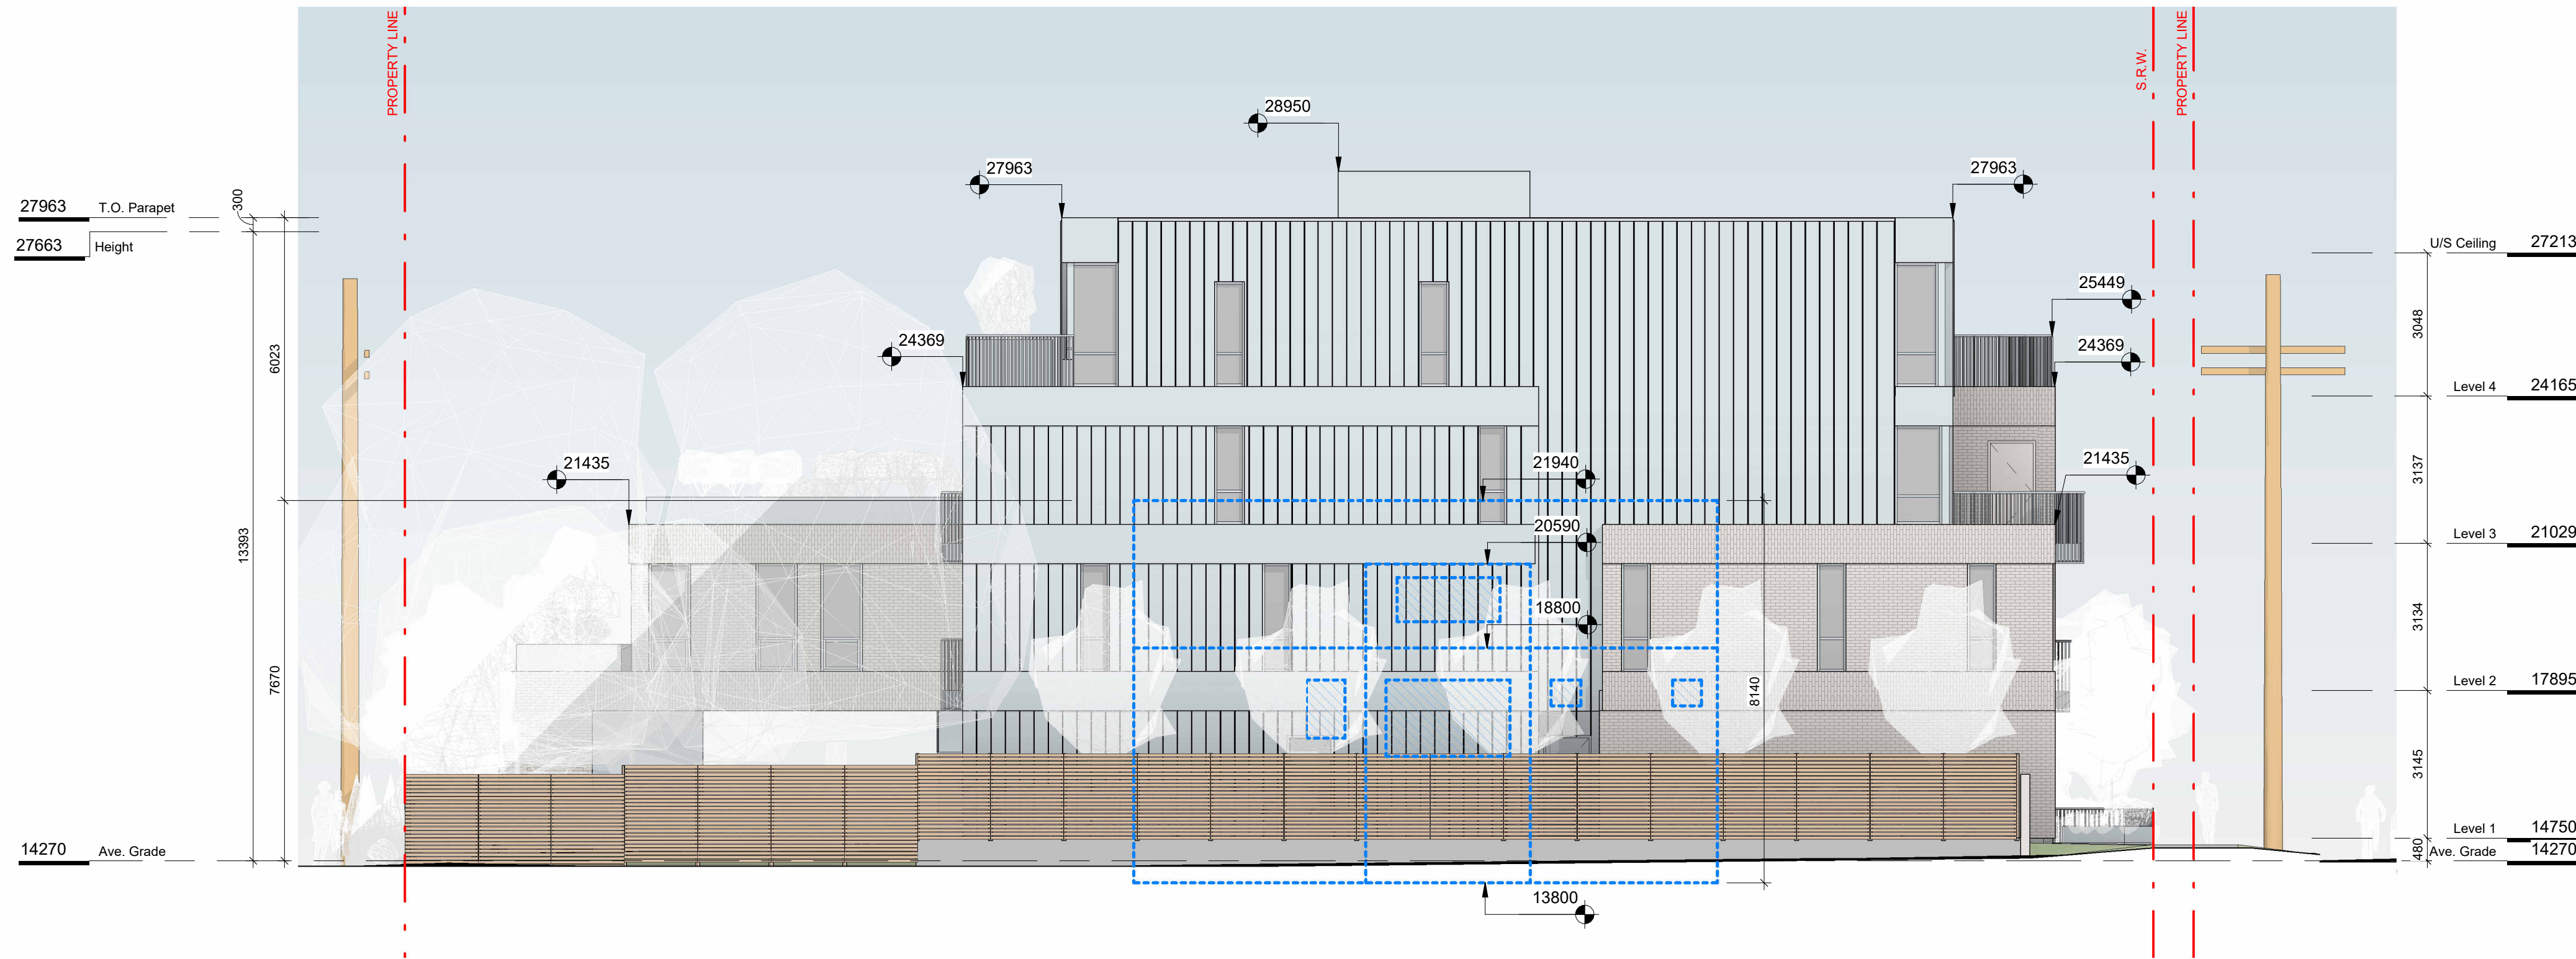 PROPERTY LINE
S.R.W.
PROPERTY LINE
28950
27963
27963
27963 T.O. Parapet
300
27663 Height
U/S Ceiling 27213
25449
3048
24369
24369
6023
Level 4 24165
21435
21940
21435
3137
20590
Level 3 21029
13393
18800
3134
7670
8140
Level 2 17895
3145
Level 1 14750
14270 Ave. Grade
480
Ave. Grade 14270
13800